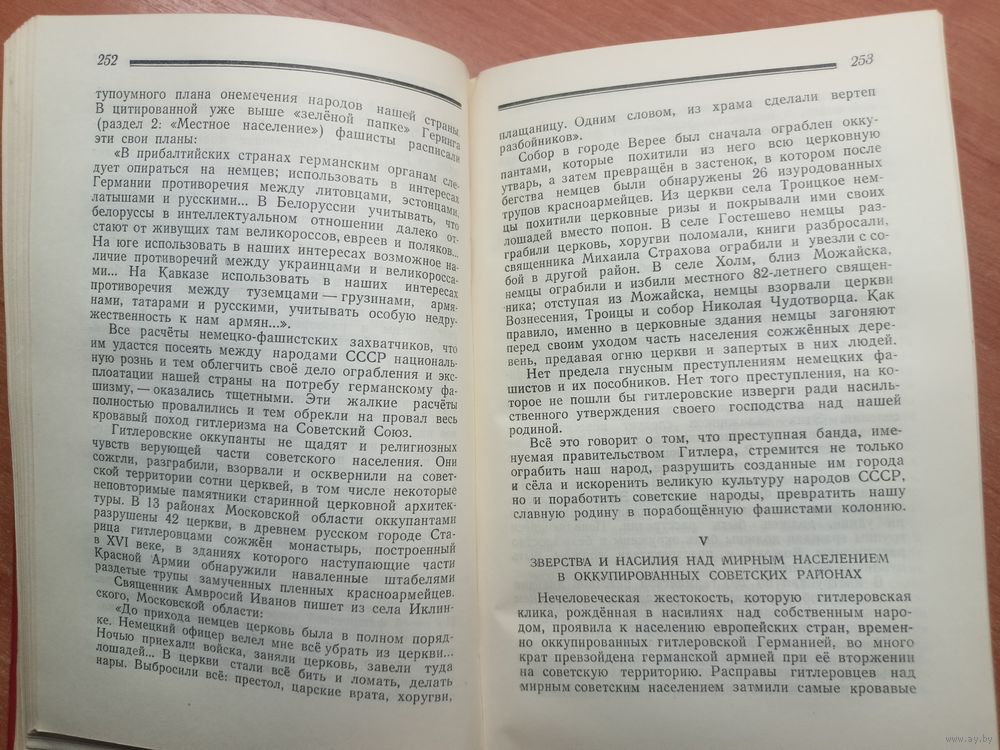 252
тупоумного плана онемечения народов нашей страны.
В цитированной уже выше «зелёной папке» Геринга
(раздел 2: «Местное население») фашисты расписали
эти свои планы:
«В прибалтийских странах германским органам сле-
дует опираться на немцев; использовать в интересах
Германии противоречия между литовцами, эстонцами,
латышами и русскими... В Белоруссии учитывать, что
белоруссы в интеллектуальном отношении далеко от-
стают от живущих там великороссов, евреев и поляков...
На юге использовать в наших интересах возможное на-
личие противоречий между украинцами и великоросса-
ми... На Кавказе использовать в наших интересах
противоречия между туземцами — грузинами, армя-
нами, татарами и русскими, учитывать особую недру-
жественность к нам армян...».
Все расчёты немецко-фашистских захватчиков, что
им удастся посеять между народами СССР националь-
ную рознь и тем облегчить своё дело ограбления и экс-
плоатации нашей страны на потребу германскому фа-
шизму, — оказались тщетными. Эти жалкие расчёты
полностью провалились и тем обрекли на провал весь
кровавый поход гитлеризма на Советский Союз.
Гитлеровские оккупанты не щадят и религиозных
чувств верующей части советского населения. Они
сожгли, разграбили, взорвали и осквернили на совет-
ской территории сотни церквей, в том числе некоторые
неповторимые памятники старинной церковной архитек-
туры. В 13 районах Московской области оккупантами
разрушены 42 церкви, в древнем русском городе Ста-
рица гитлеровцами сожжён монастырь, построенный
в XVI веке, в зданиях которого наступающие части
Красной Армии обнаружили наваленные штабелями
раздетые трупы замученных пленных красноармейцев.
Священник Амвросий Иванов пишет из села Иклин-
ского, Московской области:
«До прихода немцев церковь была в полном поряд-
ке. Немецкий офицер велел мне всё убрать из церкви...
Ночью приехали войска, заняли церковь, завели туда
лошадей... В церкви стали всё бить и ломать, делать
нары. Выбросили всё: престол, царские врата, хоругви,
253
плащаницу. Одним словом, из храма сделали вертеп
разбойников».
Собор в городе Верее был сначала ограблен окку-
пантами, которые похитили из него всю церковную
утварь, а затем превращён в застенок, в котором после
бегства немцев были обнаружены 26 изуродованных
трупов красноармейцев. Из церкви села Троицкое нем-
цы похитили церковные ризы и покрывали ими своих
лошадей вместо попон. В селе Гостешево немцы раз-
грабили церковь, хоругви поломали, книги разбросали,
священника Михаила Страхова ограбили и увезли с со-
бой в другой район. В селе Холм, близ Можайска,
немцы ограбили и избили местного 82-летнего священ-
ника; отступая из Можайска, немцы взорвали церкви
Вознесения, Троицы и собор Николая Чудотворца. Как
правило, именно в церковные здания немцы загоняют
перед своим уходом часть населения сожжённых дере-
вень, предавая огню церкви и запертых в них людей.
Нет предела гнусным преступлениям немецких фа-
шистов и их пособников. Нет того преступления, на ко-
торое не пошли бы гитлеровские изверги ради насиль-
ственного утверждения своего господства над нашей
родиной.
Всё это говорит о том, что преступная банда, име-
нуемая правительством Гитлера, стремится не только
ограбить наш народ, разрушить созданные им города
и сёла и искоренить великую культуру народов СССР,
но и поработить советские народы, превратить нашу
славную родину в порабощённую фашистами колонию.
V
ЗВЕРСТВА И НАСИЛИЯ НАД МИРНЫМ НАСЕЛЕНИЕМ
В ОККУПИРОВАННЫХ СОВЕТСКИХ РАЙОНАХ
Нечеловеческая жестокость, которую гитлеровская
клика, рождённая в насилиях над собственным наро-
дом, проявила к населению европейских стран, времен-
но оккупированных гитлеровской Германией, во много
крат превзойдена германской армией при её вторжении
на советскую территорию. Расправы гитлеровцев над
мирным советским населением затмили самые кровавые
www.ay.by